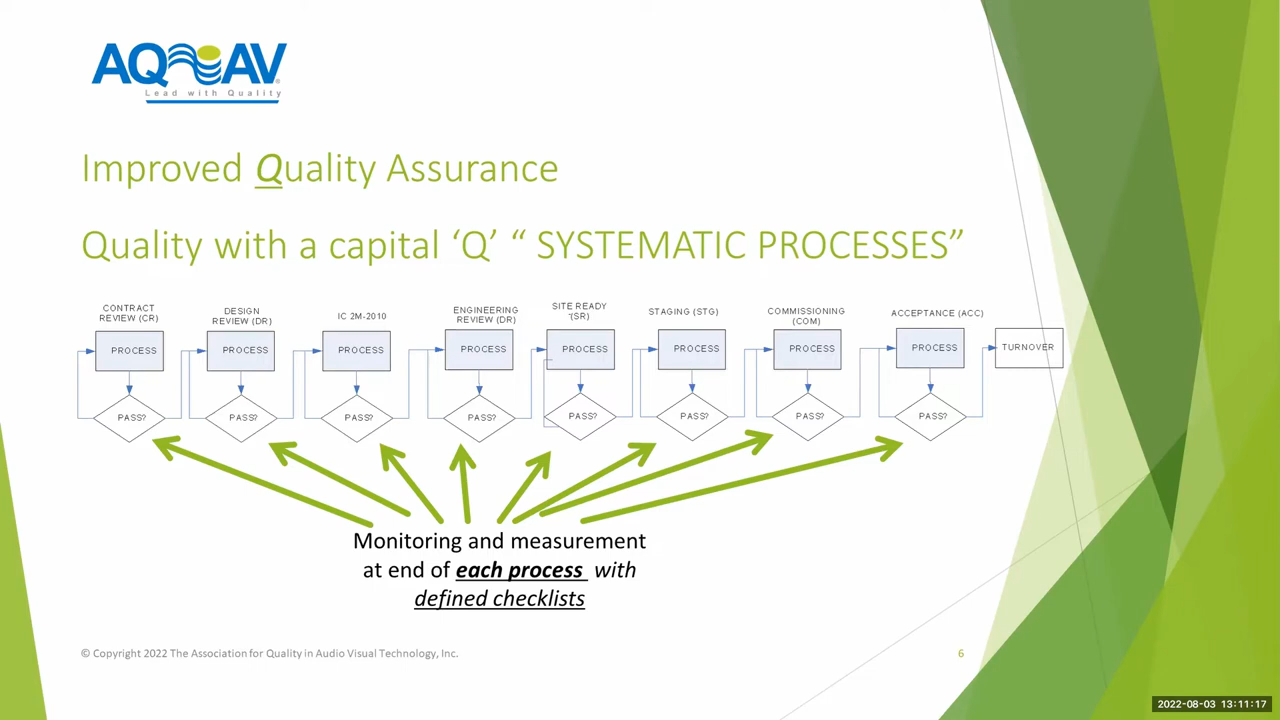 AQAV
Lead with Quality
Improved Quality Assurance
Quality with a capital ‘Q’ “ SYSTEMATIC PROCESSES”
CONTRACT
REVIEW (CR)
DESIGN
REVIEW (DR)
IC 2M-2010
ENGINEERING
REVIEW (DR)
SITE READY
(SR)
STAGING (STG)
COMMISSIONING
(COM)
ACCEPTANCE (ACC)
PROCESS
PROCESS
PROCESS
PROCESS
PROCESS
PROCESS
PROCESS
PROCESS
TURNOVER
PASS?
PASS?
PASS?
PASS?
PASS?
PASS?
PASS?
PASS?
Monitoring and measurement
at end of each process with
defined checklists
© Copyright 2022 The Association for Quality in Audio Visual Technology, Inc.
6
2022-08-03 13:11:17